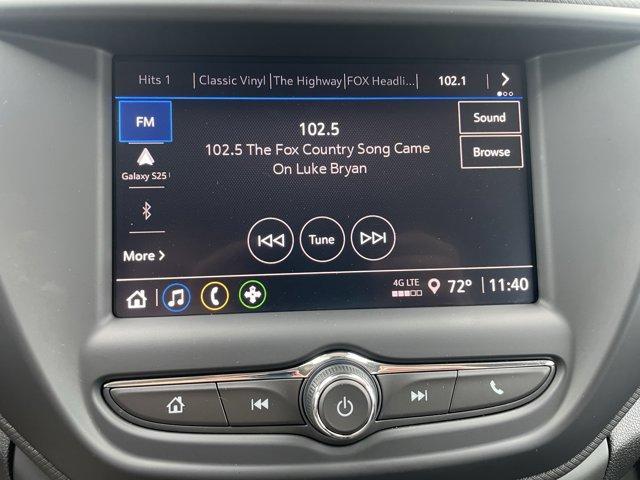 Hits 1 Classic Vinyl The Highway FOX Headli... 102.1
FM
102.5
102.5 The Fox Country Song Came
On Luke Bryan
Sound
Browse
Galaxy S25
More
Tune
4G LTE 72° 11:40